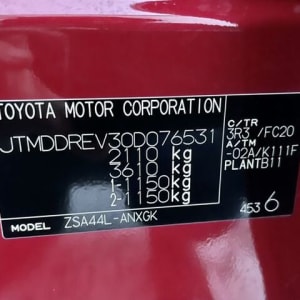 TOYOTA MOTOR CORPORATION
JTMDDREV30D076531
2110 Kg
3610 Kg
1-1150 Kg
2-1150 Kg
C/TR
3R3 /FC20
-02A/K111F
PLANTB11
MODEL ZSA44L-ANXGK
453 6